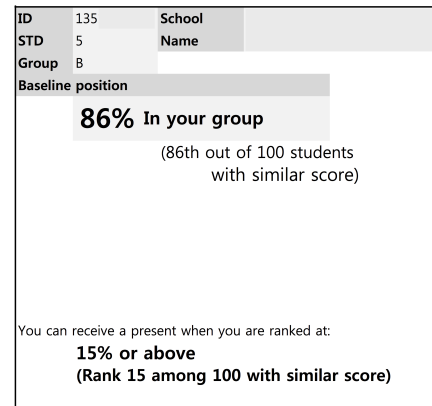 ID 135 School
STD 5 Name
Group B
Baseline position
86% In your group
(86th out of 100 students
with similar score)
You can receive a present when you are ranked at:
15% or above
(Rank 15 among 100 with similar score)